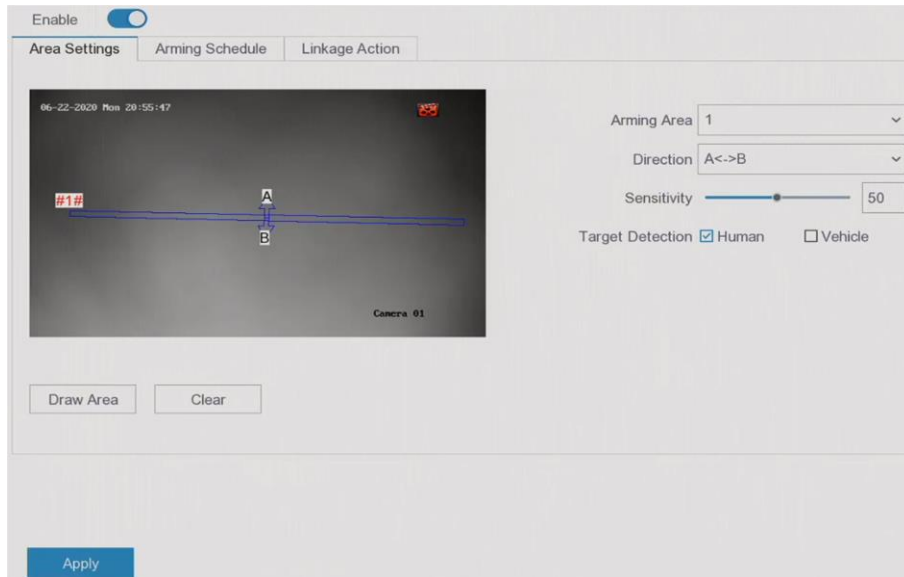 Enable
Area Settings Arming Schedule Linkage Action
06-22-2020 Mon 20:55:47
Arming Area 1
Direction A<->B
#1#
A
Sensitivity 50
B
Target Detection Human Vehicle
Camera 01
Draw Area Clear
Apply